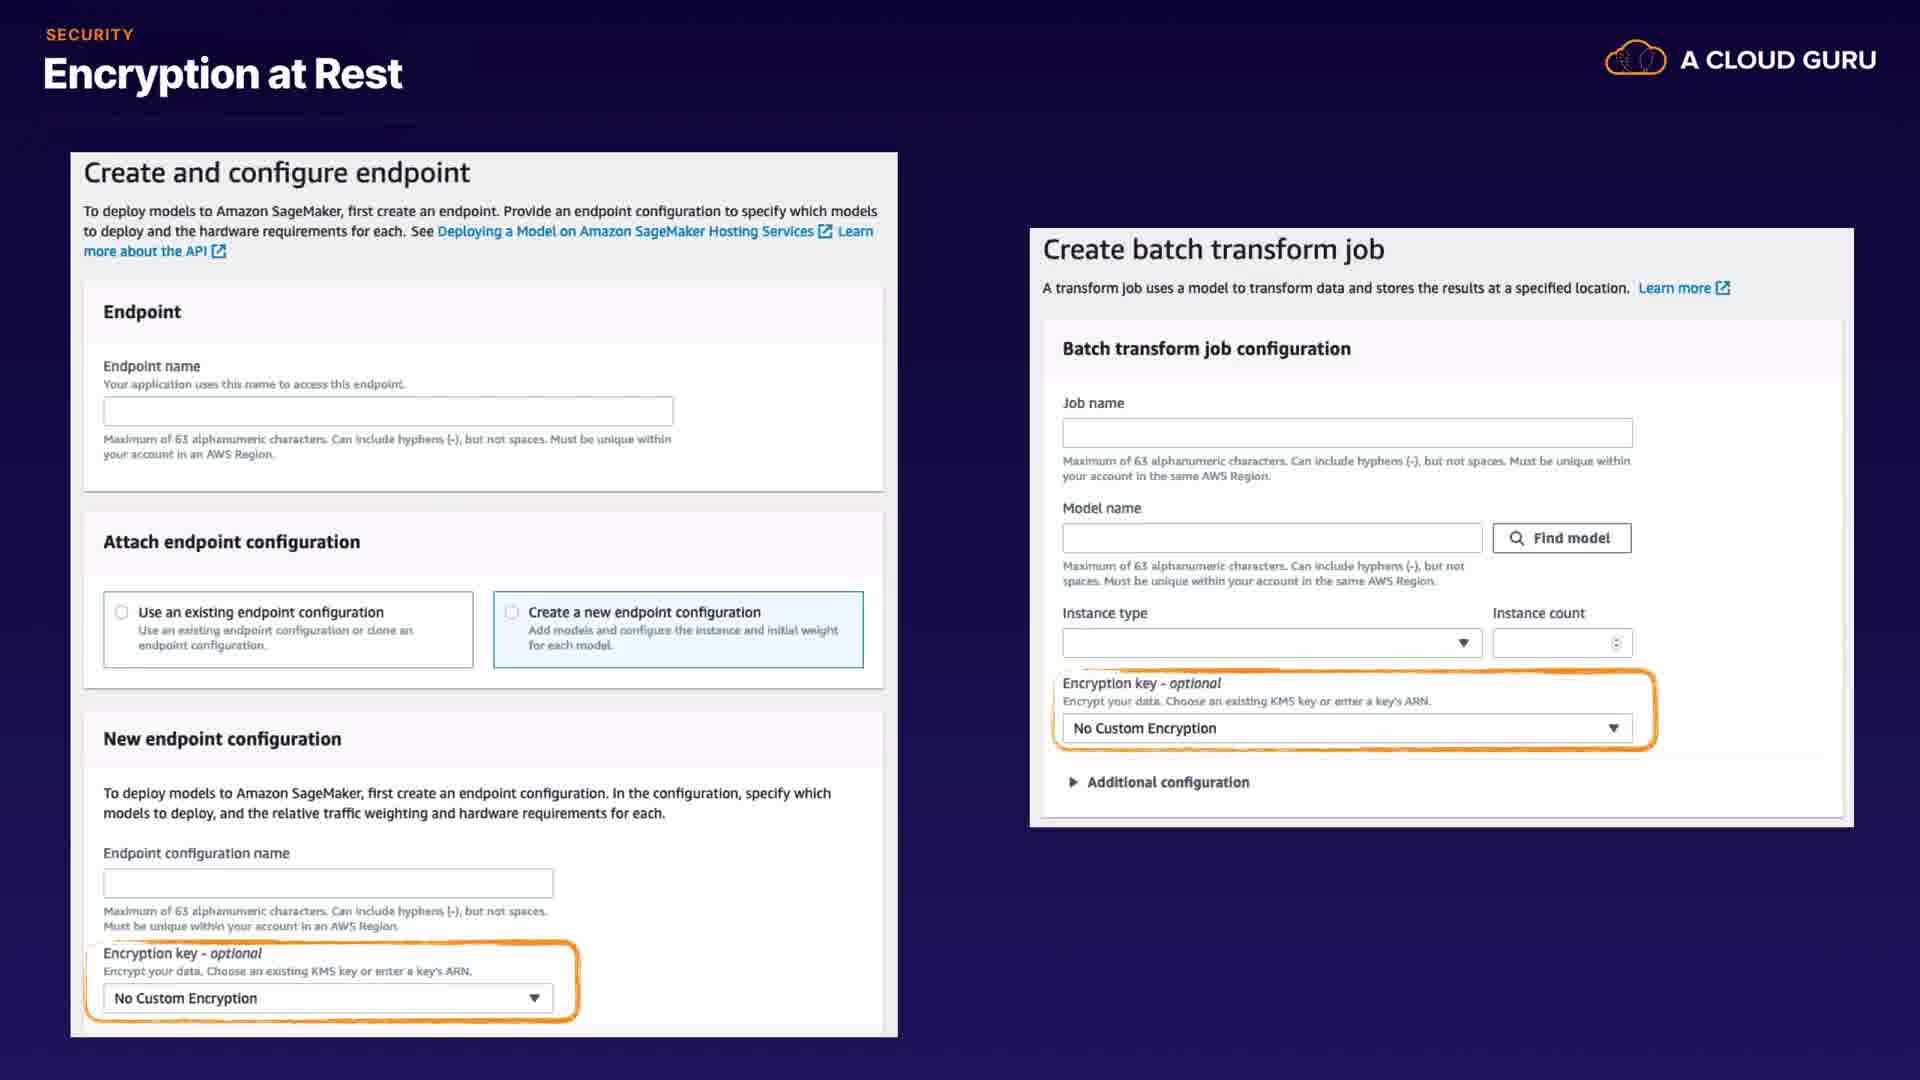 SECURITY
Encryption at Rest
A CLOUD GURU
Create and configure endpoint
To deploy models to Amazon SageMaker, first create an endpoint. Provide an endpoint configuration to specify which models
to deploy and the hardware requirements for each. See Deploying a Model on Amazon SageMaker Hosting Services Learn
more about the API
Endpoint
Endpoint name
Your application uses this name to access this endpoint.
Maximum of 63 alphanumeric characters. Can include hyphens (-), but not spaces. Must be unique within
your account in an AWS Region.
Attach endpoint configuration
Use an existing endpoint configuration
Use an existing endpoint configuration or clone an
endpoint configuration.
Create a new endpoint configuration
Add models and configure the instance and initial weight
for each model.
New endpoint configuration
To deploy models to Amazon SageMaker, first create an endpoint configuration. In the configuration, specify which
models to deploy, and the relative traffic weighting and hardware requirements for each.
Endpoint configuration name
Maximum of 63 alphanumeric characters. Can include hyphens (-), but not spaces.
Must be unique within your account in an AWS Region.
Encryption key - optional
Encrypt your data. Choose an existing KMS key or enter a key's ARN.
No Custom Encryption
Create batch transform job
A transform job uses a model to transform data and stores the results at a specified location. Learn more
Batch transform job configuration
Job name
Maximum of 63 alphanumeric characters. Can include hyphens (-), but not spaces. Must be unique within
your account in the same AWS Region.
Model name
Find model
Maximum of 63 alphanumeric characters. Can include hyphens (-), but not
spaces. Must be unique within your account in the same AWS Region.
Instance type
Instance count
Encryption key - optional
Encrypt your data. Choose an existing KMS key or enter a key's ARN.
No Custom Encryption
Additional configuration